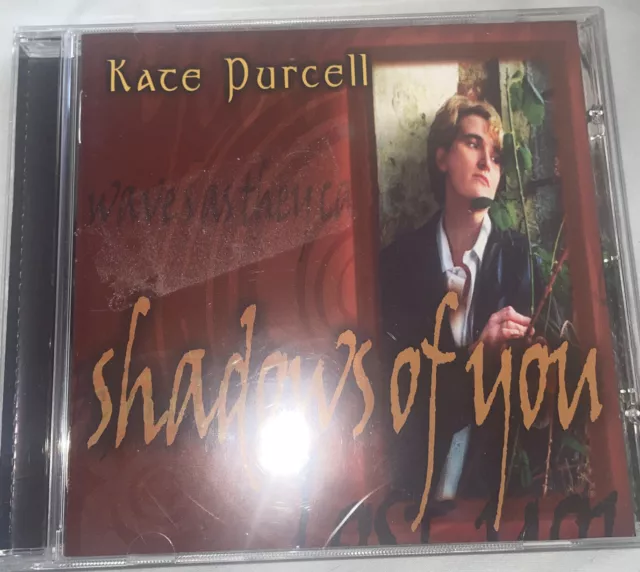 Kate Purcell
shadows of you